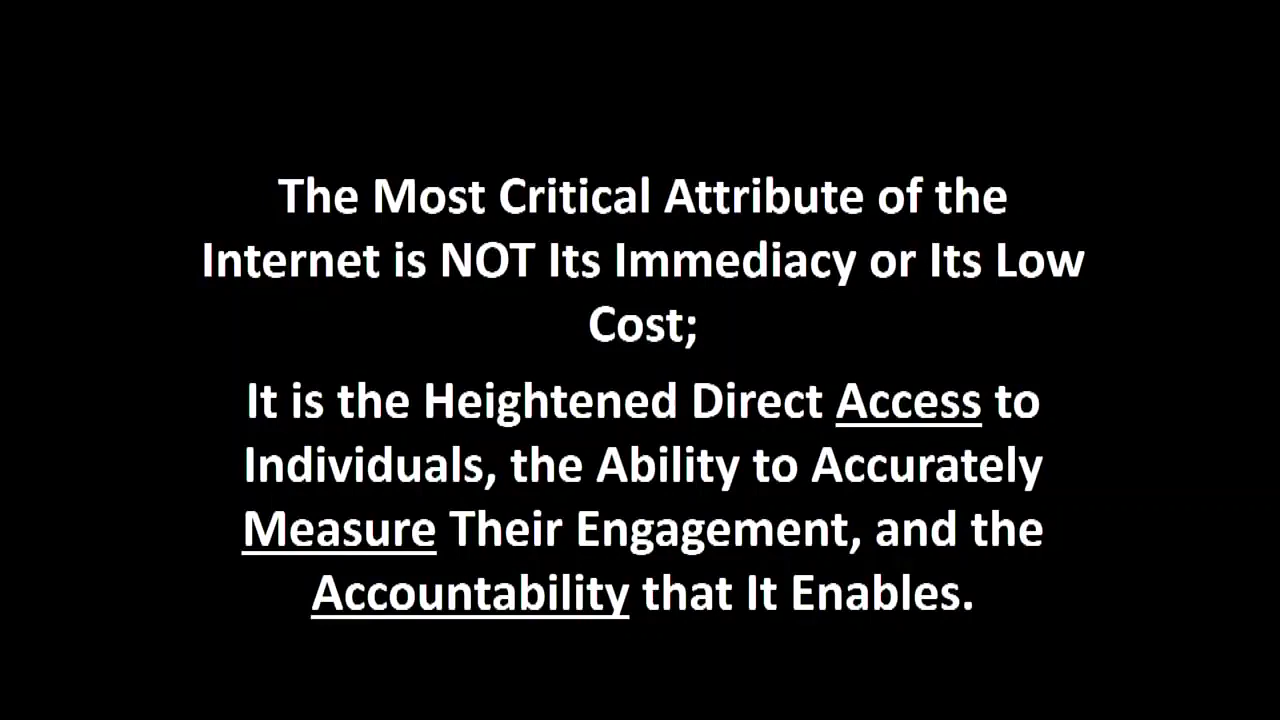 The Most Critical Attribute of the
Internet is NOT Its Immediacy or Its Low
Cost;
It is the Heightened Direct Access to
Individuals, the Ability to Accurately
Measure Their Engagement, and the
Accountability that It Enables.